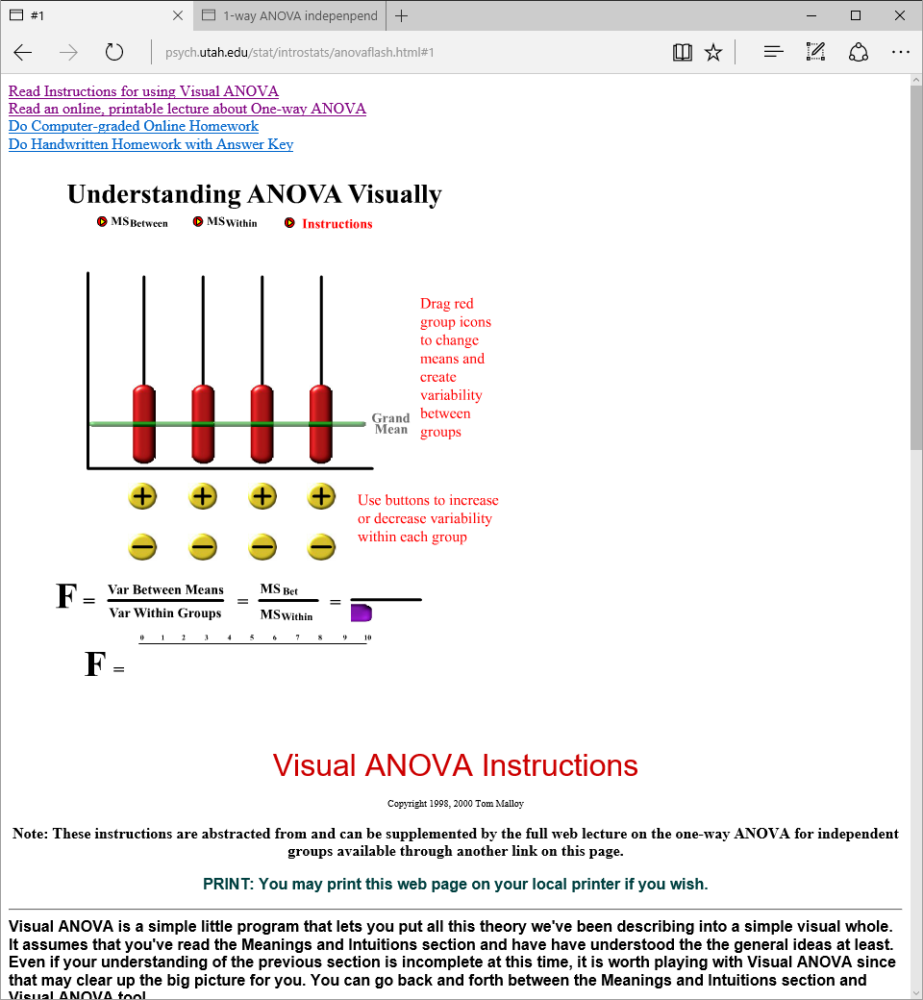 #1
1-way ANOVA indepenpend
psych.utah.edu/stat/introstats/anovaflash.html#1
Read Instructions for using Visual ANOVA
Read an online, printable lecture about One-way ANOVA
Do Computer-graded Online Homework
Do Handwritten Homework with Answer Key
Understanding ANOVA Visually
MS Between MS Within Instructions
Drag red
group icons
to change
means and
create
variability
between
groups
Grand
Mean
+ + + +
Use buttons to increase
or decrease variability
within each group
− − − −
F = Var Between Means = MS Bet =
Var Within Groups MS Within
0 1 2 3 4 5 6 7 8 9 10
F =
Visual ANOVA Instructions
Copyright 1998, 2000 Tom Malloy
Note: These instructions are abstracted from and can be supplemented by the full web lecture on the one-way ANOVA for independent
groups available through another link on this page.
PRINT: You may print this web page on your local printer if you wish.
Visual ANOVA is a simple little program that lets you put all this theory we've been describing into a simple visual whole.
It assumes that you've read the Meanings and Intuitions section and have have understood the the general ideas at least.
Even if your understanding of the previous section is incomplete at this time, it is worth playing with Visual ANOVA since
that may clear up the big picture for you. You can go back and forth between the Meanings and Intuitions section and
Visual ANOVA tool